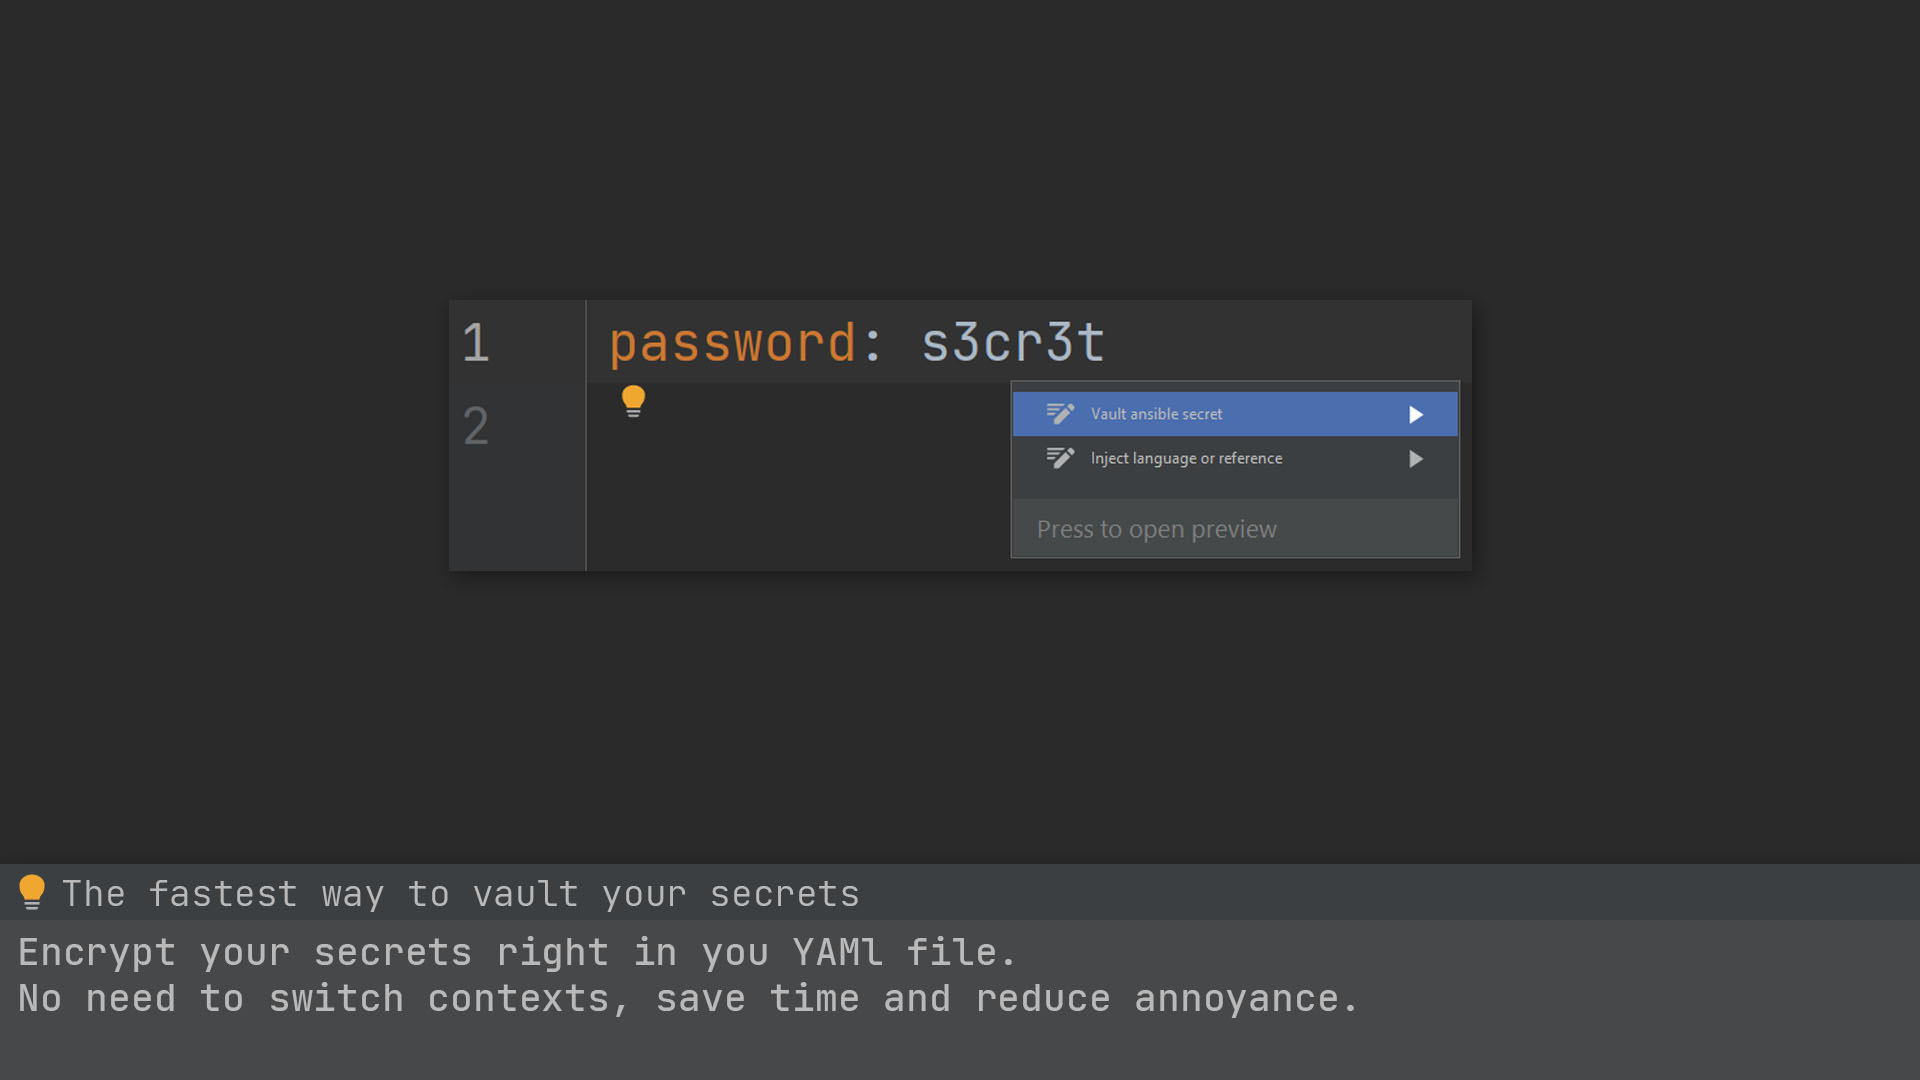 1 password: s3cr3t
2
Vault ansible secret
Inject language or reference
Press to open preview
The fastest way to vault your secrets
Encrypt your secrets right in you YAMl file.
No need to switch contexts, save time and reduce annoyance.